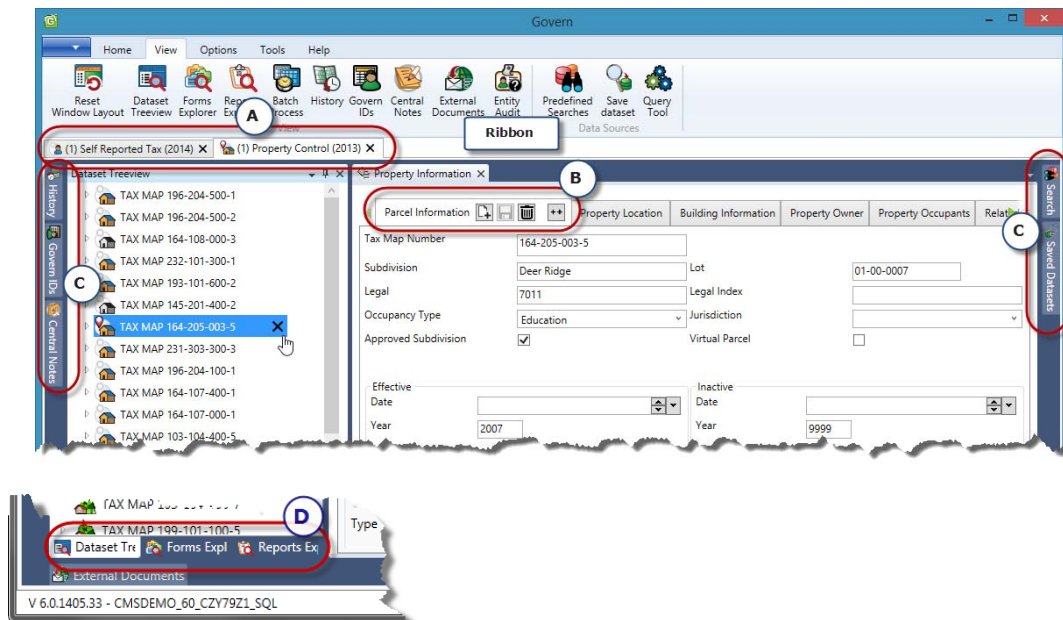 Govern
Home View Options Tools Help
Reset Window Layout
Dataset Treeview
Forms Explorer
Batch Process
History
Govern IDs
Central Notes
External Documents
Entity Audit
Predefined Searches
Save dataset
Query Tool
A
Ribbon
Data Sources
(1) Self Reported Tax (2014) (1) Property Control (2013)
Dataset Treeview
Property Information
B
History
Govern IDs
Central Notes
C
TAX MAP 196-204-500-1
TAX MAP 196-204-500-2
TAX MAP 164-108-000-3
TAX MAP 232-101-300-1
TAX MAP 193-101-600-2
TAX MAP 145-201-400-2
TAX MAP 164-205-003-5
TAX MAP 231-303-300-3
TAX MAP 196-204-100-1
TAX MAP 164-107-400-1
TAX MAP 164-107-000-1
TAX MAP 103-104-400-5
Parcel Information Property Location Building Information Property Owner Property Occupants
Tax Map Number 164-205-003-5
Subdivision Deer Ridge Lot 01-00-0007
Legal 7011 Legal Index
Occupancy Type Education Jurisdiction
Approved Subdivision Virtual Parcel
Effective Inactive
Date Date
Year 2007 Year 9999
C
Search
Saved Datasets
TAX MAP
TAX MAP 199-101-100-5
D
Type
Dataset Tre Forms Expl Reports Ex
External Documents
V 6.0.1405.33 - CMSDEMO_60_CZY79Z1_SQL